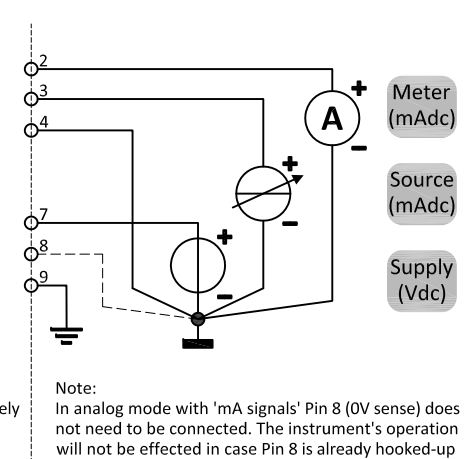 2
3
4
7
8
9
+
A
−
+
−
+
−
Meter
(mAdc)
Source
(mAdc)
Supply
(Vdc)
Note:
ely
In analog mode with 'mA signals' Pin 8 (0V sense) does
not need to be connected. The instrument's operation
will not be effected in case Pin 8 is already hooked-up